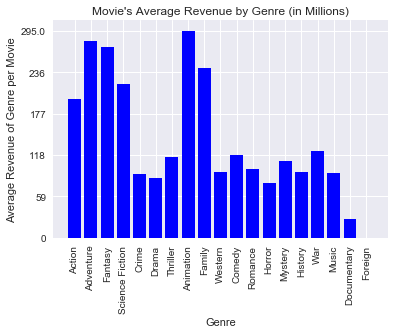 Movie's Average Revenue by Genre (in Millions)
295.0
236
177
118
59
0
Average Revenue of Genre per Movie
Action
Adventure
Fantasy
Science Fiction
Crime
Drama
Thriller
Animation
Family
Western
Comedy
Romance
Horror
Mystery
History
War
Music
Documentary
Foreign
Genre